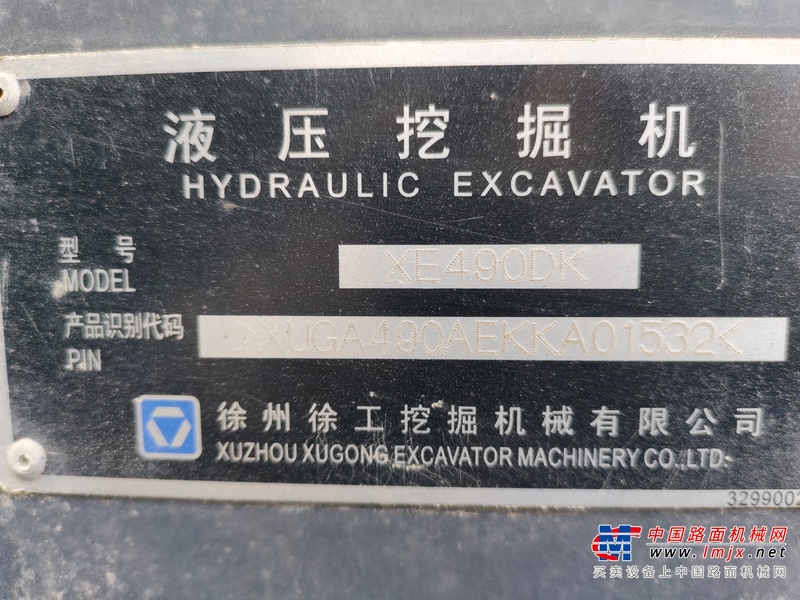 液压挖掘机
HYDRAULIC EXCAVATOR
型号
MODEL
XE490DK
产品识别代码
PIN
>XUGA490AEKKA01532<
徐州徐工挖掘机械有限公司
XUZHOU XUGONG EXCAVATOR MACHINERY CO.,LTD.
3299002
中国路面机械网
www.lmjx.net
买卖设备上中国路面机械网